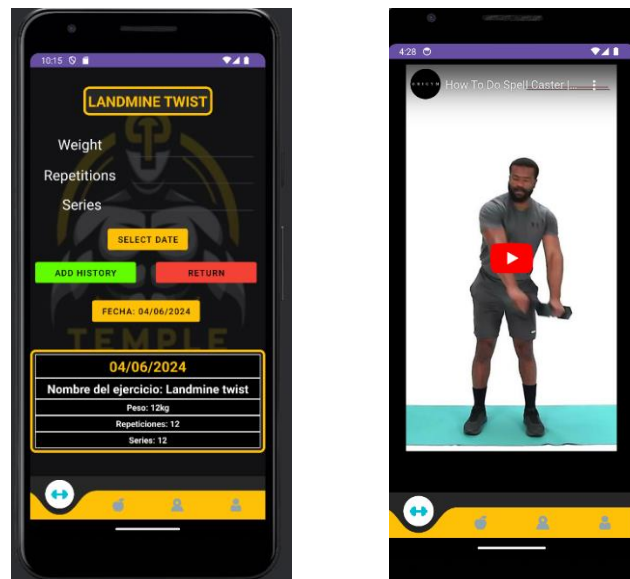 10:15
LANDMINE TWIST
Weight
Repetitions
Series
SELECT DATE
ADD HISTORY
RETURN
FECHA: 04/06/2024
TEMPLE
04/06/2024
Nombre del ejercicio: Landmine twist
Peso: 12kg
Repeticiones: 12
Series: 12
4:28
How To Do Spell Caster |...